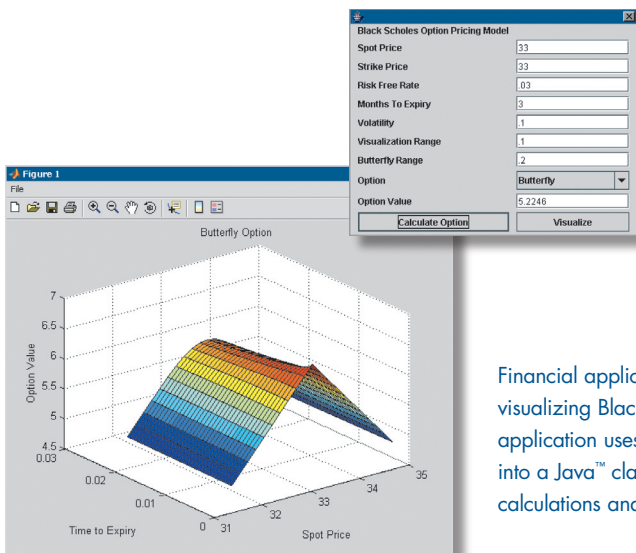 Black Scholes Option Pricing Model
Spot Price 33
Strike Price 33
Risk Free Rate .03
Months To Expiry 3
Volatility .1
Visualization Range .1
Butterfly Range .2
Option Butterfly
Option Value 5.2246
Calculate Option Visualize
Figure 1
File
Butterfly Option
7
6.5
6
5.5
5
4.5
Option Value
0.03
0.02
0.01
0
Time to Expiry
31
32
33
34
35
Spot Price
Financial applic
visualizing Black
application uses
into a Java™ cla
calculations and